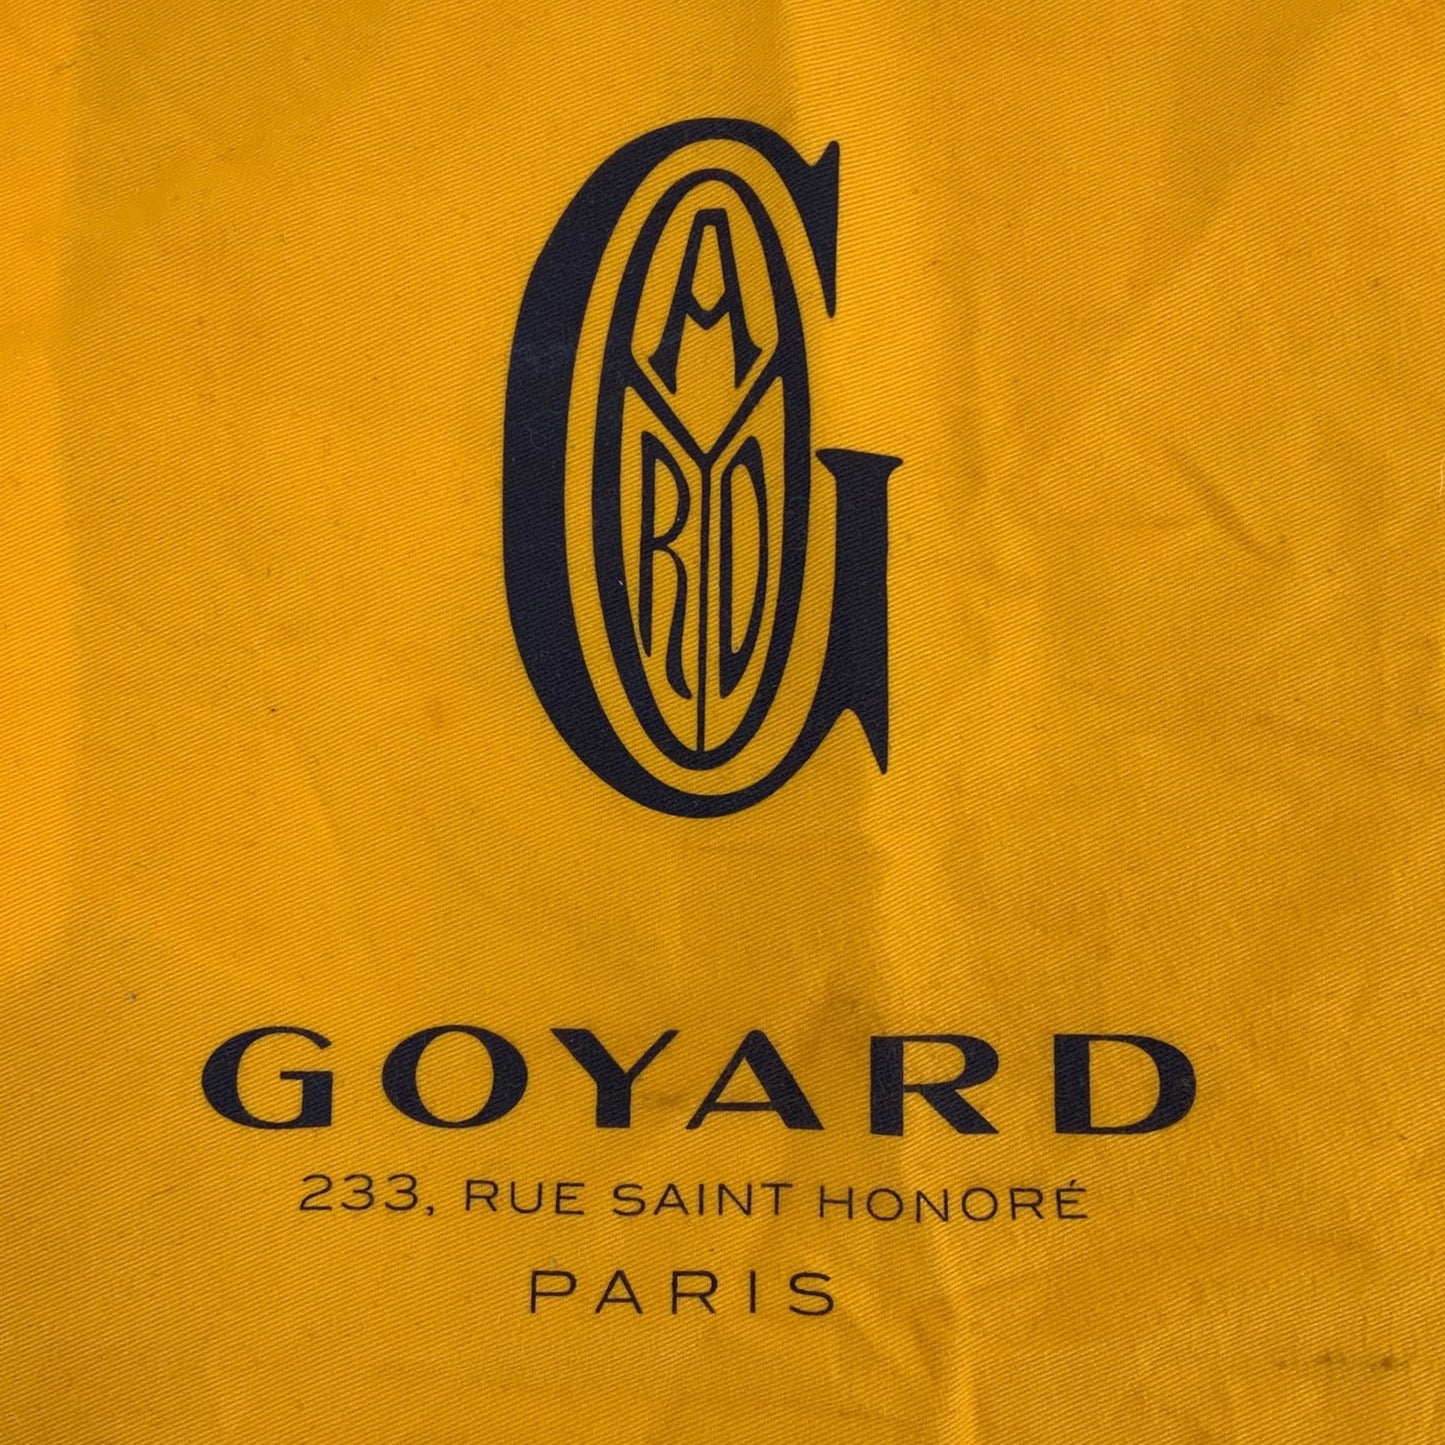 G
A
Y
R D
GOYARD
233, RUE SAINT HONORÉ
PARIS